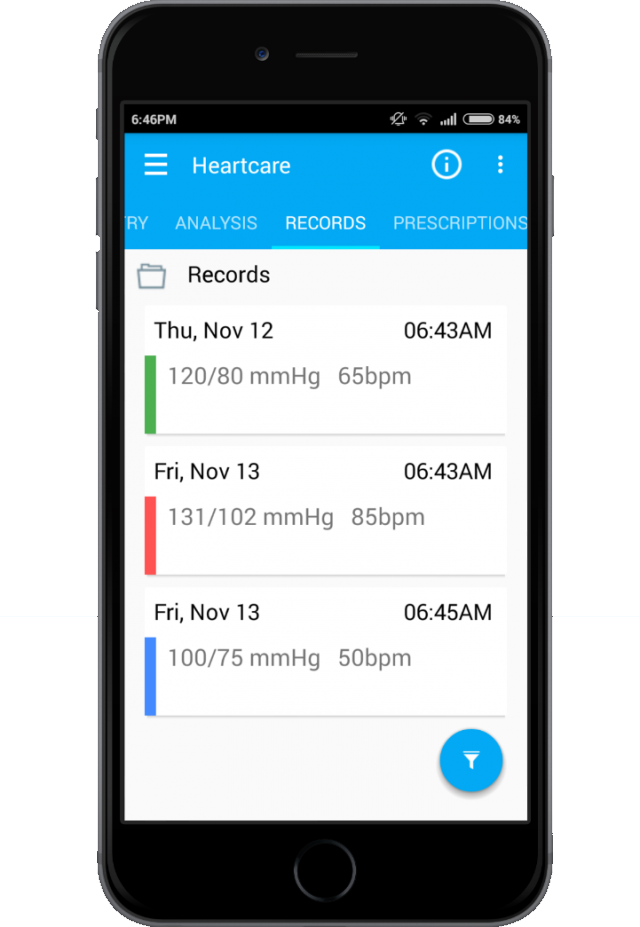 6:46PM 84%
Heartcare
RY ANALYSIS RECORDS PRESCRIPTIONS
Records
Thu, Nov 12 06:43AM
120/80 mmHg 65bpm
Fri, Nov 13 06:43AM
131/102 mmHg 85bpm
Fri, Nov 13 06:45AM
100/75 mmHg 50bpm